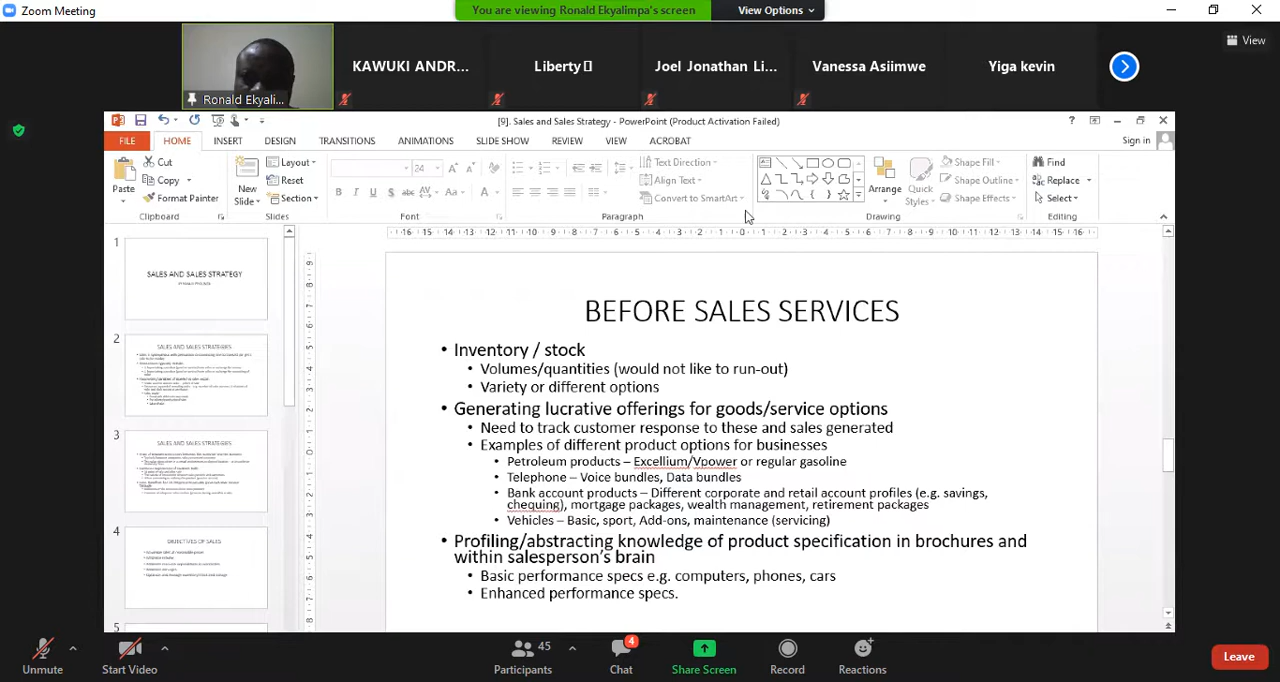 Zoom Meeting
You are viewing Ronald Ekyalimpa's screen
View Options
View
Ronald Ekyali...
KAWUKI ANDR...
Liberty
Joel Jonathan Li...
Vanessa Asiimwe
Yiga kevin
[9]. Sales and Sales Strategy - PowerPoint (Product Activation Failed)
FILE HOME INSERT DESIGN TRANSITIONS ANIMATIONS SLIDE SHOW REVIEW VIEW ACROBAT
Sign in
Paste
Cut
Copy
Format Painter
Clipboard
New
Slide
Layout
Reset
Section
Slides
24
Font
Text Direction
Align Text
Convert to SmartArt
Paragraph
Arrange
Quick
Styles
Shape Fill
Shape Outline
Shape Effects
Drawing
Find
Replace
Select
Editing
1
SALES AND SALES STRATEGY
2
SALES AND SALES STRATEGIES
3
SALES AND SALES STRATEGIES
4
OBJECTIVES OF SALES
5
BEFORE SALES SERVICES
• Inventory / stock
• Volumes/quantities (would not like to run-out)
• Variety or different options
• Generating lucrative offerings for goods/service options
• Need to track customer response to these and sales generated
• Examples of different product options for businesses
• Petroleum products – Excellium/Vpower or regular gasoline
• Telephone – Voice bundles, Data bundles
• Bank account products – Different corporate and retail account profiles (e.g. savings,
chequing), mortgage packages, wealth management, retirement packages
• Vehicles – Basic, sport, Add-ons, maintenance (servicing)
• Profiling/abstracting knowledge of product specification in brochures and
within salesperson's brain
• Basic performance specs e.g. computers, phones, cars
• Enhanced performance specs.
Unmute
Start Video
45
Participants
4
Chat
Share Screen
Record
Reactions
Leave